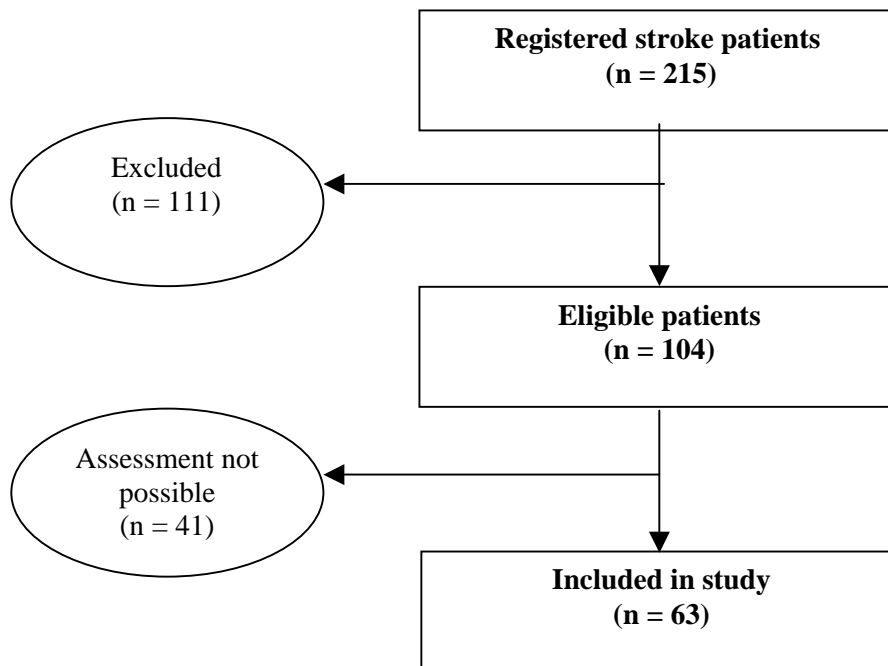 Registered stroke patients
(n = 215)
Excluded
(n = 111)
Eligible patients
(n = 104)
Assessment not
possible
(n = 41)
Included in study
(n = 63)